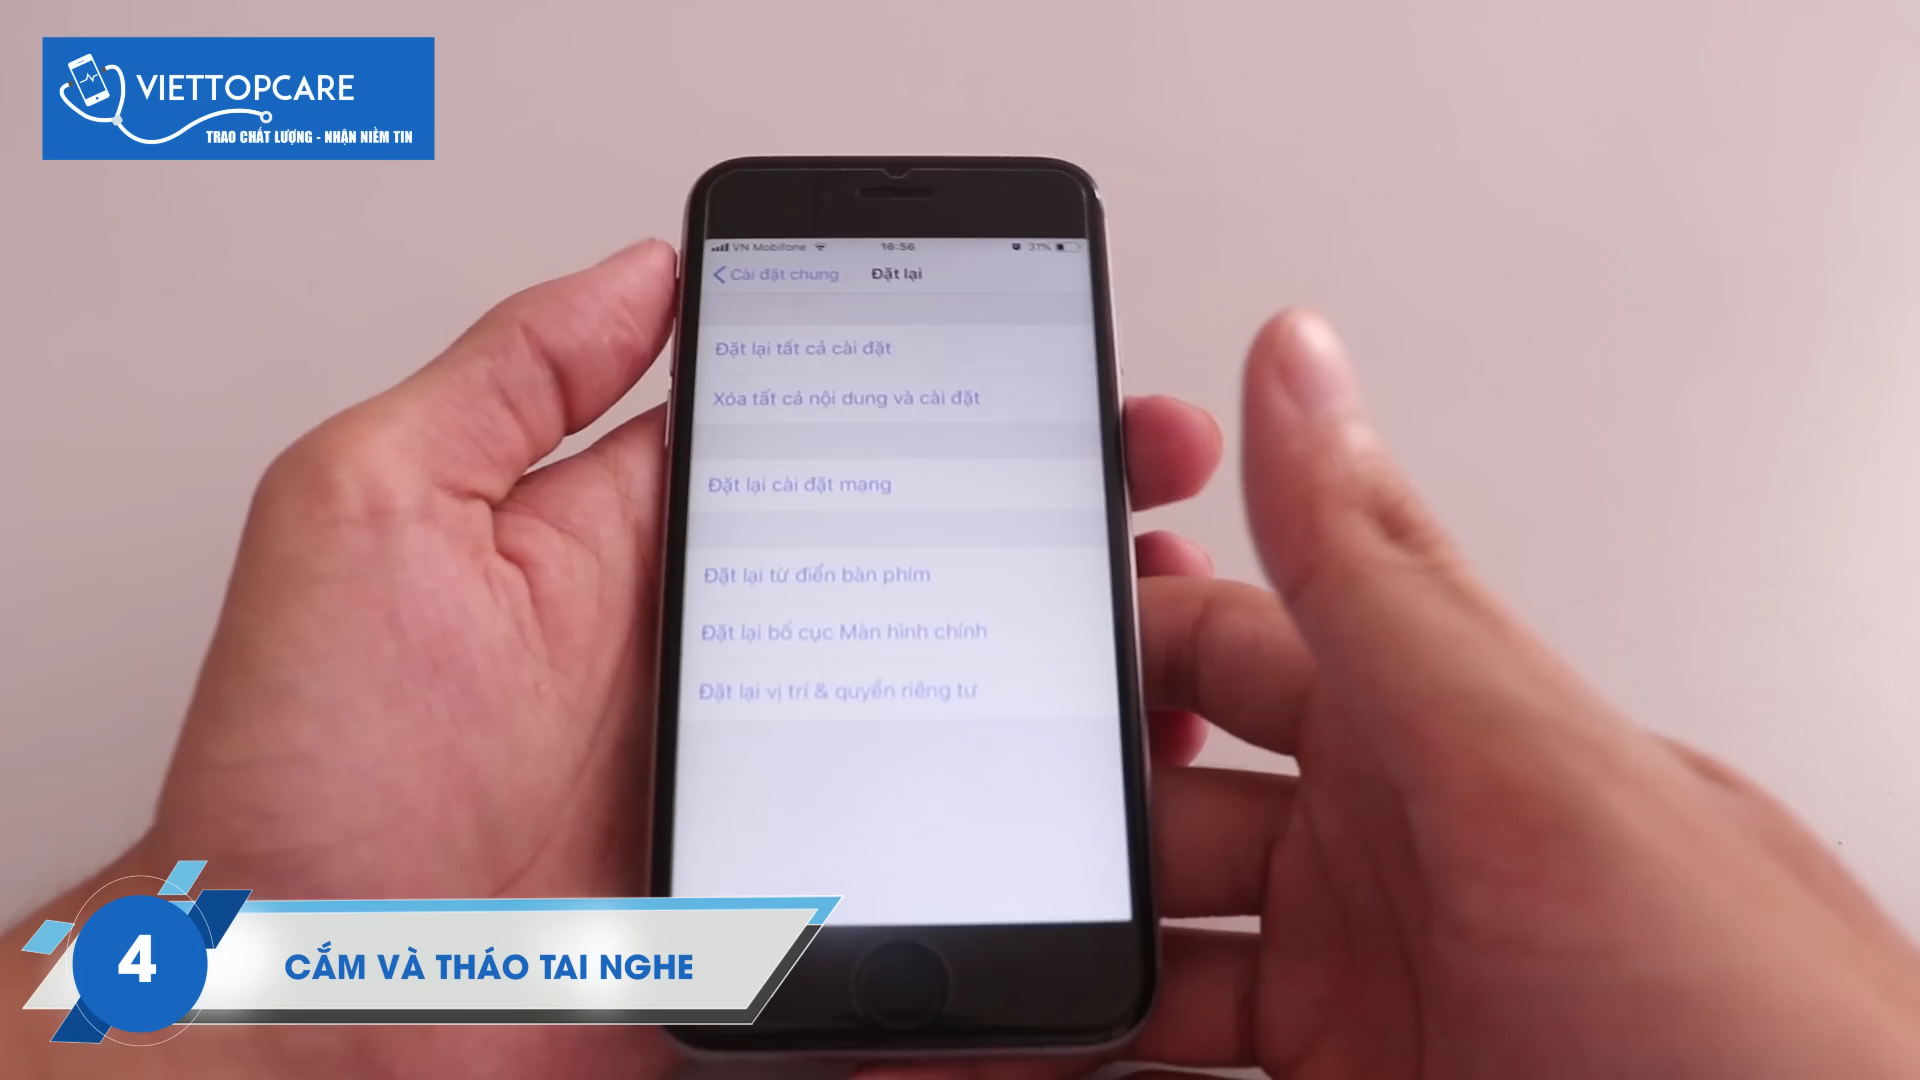 VIETTOPCARE
TRAO CHẤT LƯỢNG - NHẬN NIỀM TIN
VN Mobifone 16:56 31%
Cài đặt chung Đặt lại
Đặt lại tất cả cài đặt
Xóa tất cả nội dung và cài đặt
Đặt lại cài đặt mạng
Đặt lại từ điển bàn phím
Đặt lại bố cục Màn hình chính
Đặt lại vị trí & quyền riêng tư
4 CẮM VÀ THÁO TAI NGHE